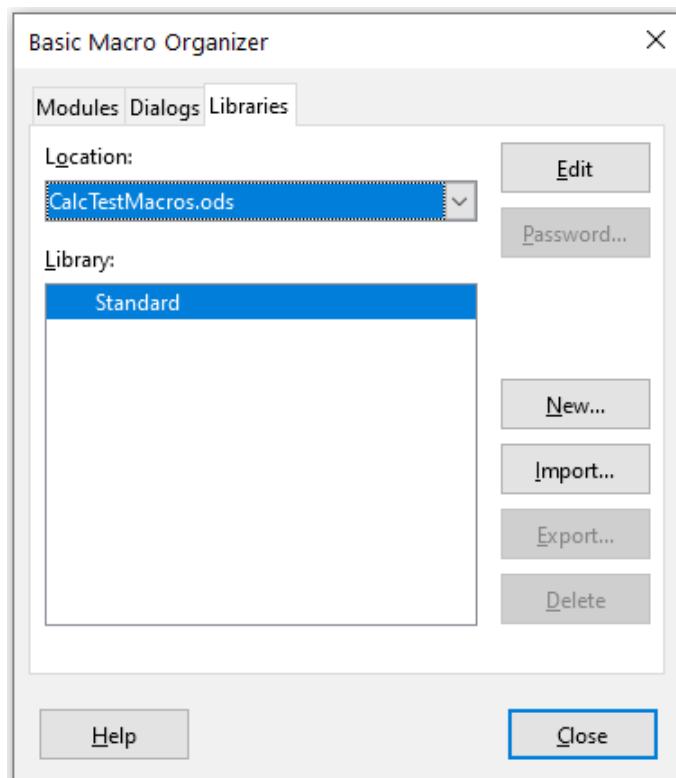 Basic Macro Organizer
Modules Dialogs Libraries
Location:
Edit
CalcTestMacros.ods
Password...
Library:
Standard
New...
Import...
Export...
Delete
Help
Close